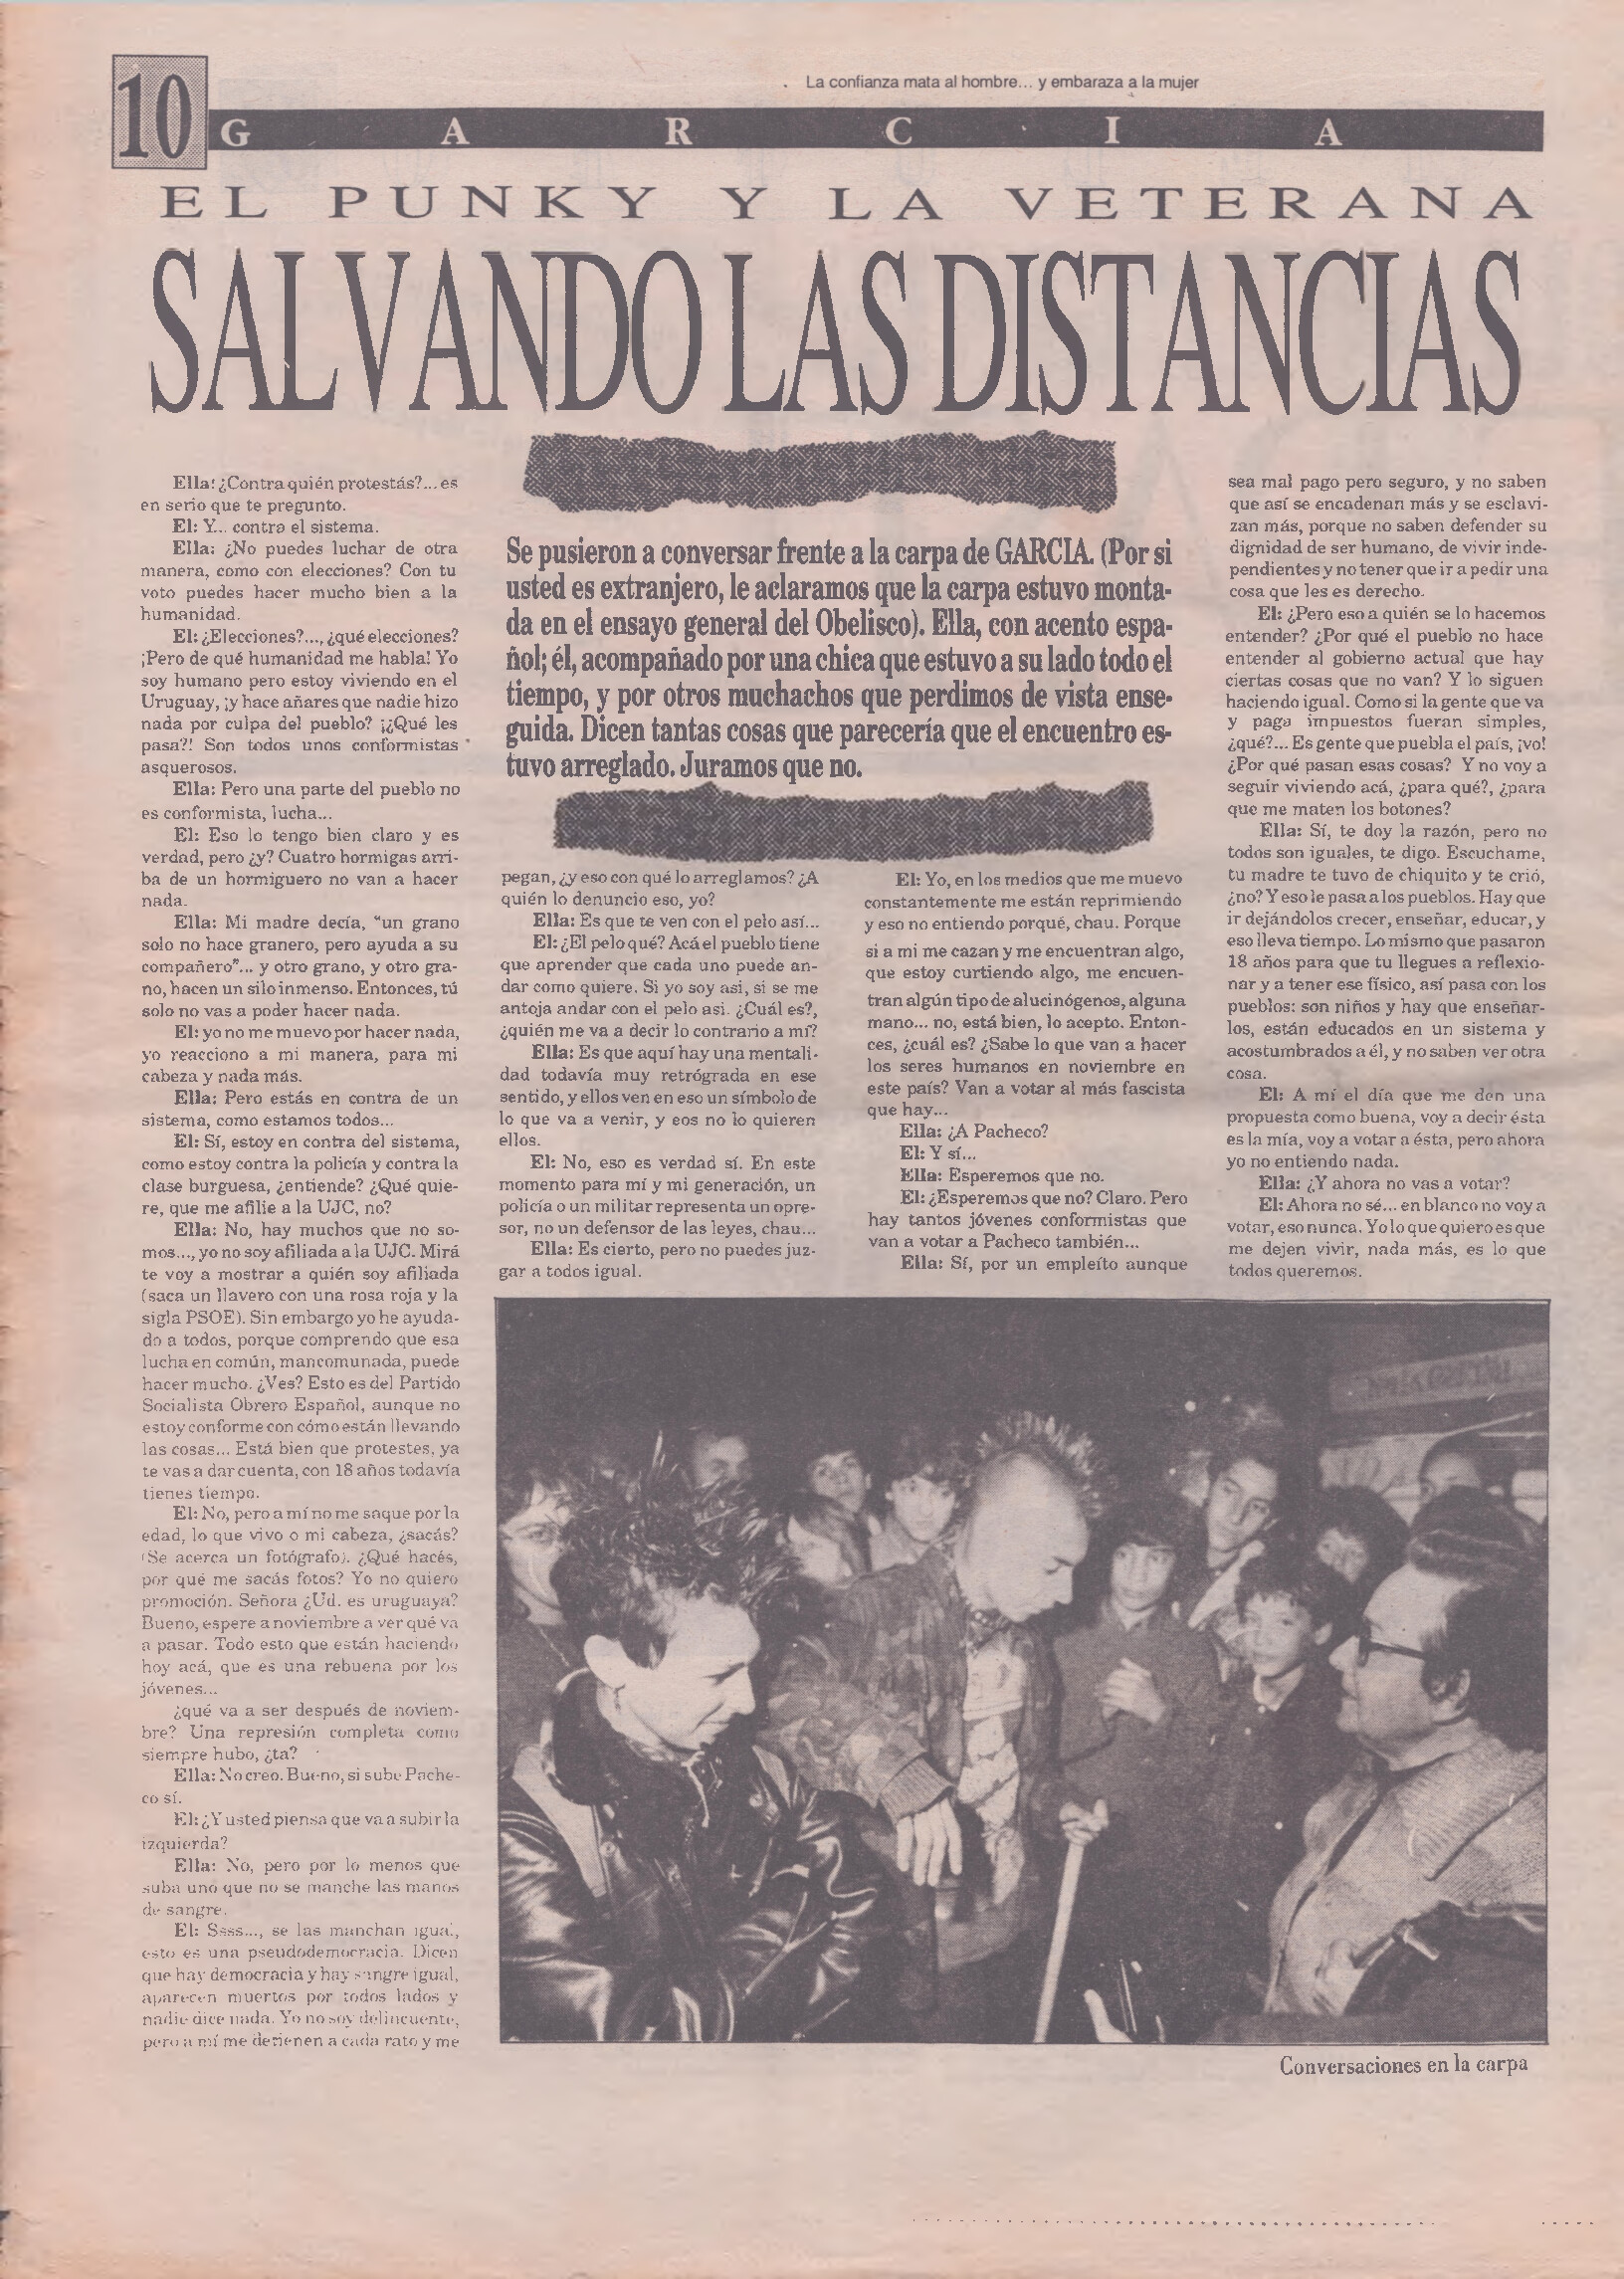 10
La confianza mata al hombre... y embaraza a la mujer
G A R C I A
EL PUNKY Y LA VETERANA
SALVANDO LAS DISTANCIAS
Se pusieron a conversar frente a la carpa de GARCIA. (Por si
usted es extranjero, le aclaramos que la carpa estuvo monta-
da en el ensayo general del Obelisco). Ella, con acento espa-
ñol; él, acompañado por una chica que estuvo a su lado todo el
tiempo, y por otros muchachos que perdimos de vista ense-
guida. Dicen tantas cosas que parecería que el encuentro es-
tuvo arreglado. Juramos que no.
Ella: ¿Contra quién protestás?... es
en serio que te pregunto.
El: Y... contra el sistema.
Ella: ¿No puedes luchar de otra
manera, como con elecciones? Con tu
voto puedes hacer mucho bien a la
humanidad.
El: ¿Elecciones?..., ¿qué elecciones?
¡Pero de qué humanidad me habla! Yo
soy humano pero estoy viviendo en el
Uruguay, ¡y hace añares que nadie hizo
nada por culpa del pueblo? ¡¿Qué les
pasa?! Son todos unos conformistas
asquerosos.
Ella: Pero una parte del pueblo no
es conformista, lucha...
El: Eso lo tengo bien claro y es
verdad, pero ¿y? Cuatro hormigas arri-
ba de un hormiguero no van a hacer
nada.
Ella: Mi madre decía, "un grano
solo no hace granero, pero ayuda a su
compañero"... y otro grano, y otro gra-
no, hacen un silo inmenso. Entonces, tú
solo no vas a poder hacer nada.
El: yo no me muevo por hacer nada,
yo reacciono a mi manera, para mi
cabeza y nada más.
Ella: Pero estás en contra de un
sistema, como estamos todos...
El: Sí, estoy en contra del sistema,
como estoy contra la policía y contra la
clase burguesa, ¿entiende? ¿Qué quie-
re, que me afilie a la UJC, no?
Ella: No, hay muchos que no so-
mos..., yo no soy afiliada a la UJC. Mirá
te voy a mostrar a quién soy afiliada
(saca un llavero con una rosa roja y la
sigla PSOE). Sin embargo yo he ayuda-
do a todos, porque comprendo que esa
lucha en común, mancomunada, puede
hacer mucho. ¿Ves? Esto es del Partido
Socialista Obrero Español, aunque no
estoy conforme con cómo están llevando
las cosas... Está bien que protestes, ya
te vas a dar cuenta, con 18 años todavía
tienes tiempo.
El: No, pero a mí no me saque por la
edad, lo que vivo o mi cabeza, ¿sacás?
(Se acerca un fotógrafo). ¿Qué hacés,
por qué me sacás fotos? Yo no quiero
promoción. Señora ¿Ud. es uruguaya?
Bueno, espere a noviembre a ver qué va
a pasar. Todo esto que están haciendo
hoy acá, que es una rebuena por los
jóvenes...
¿qué va a ser después de noviem-
bre? Una represión completa como
siempre hubo, ¿ta?
Ella: No creo. Bueno, si sube Pache-
co sí.
El: ¿Y usted piensa que va a subir la
izquierda?
Ella: No, pero por lo menos que
suba uno que no se manche las manos
de sangre.
El: Ssss..., se las manchan igual,
esto es una pseudodemocracia. Dicen
que hay democracia y hay sangre igual,
aparecen muertos por todos lados y
nadie dice nada. Yo no soy delincuente,
pero a mí me detienen a cada rato y me
pegan, ¿y eso con qué lo arreglamos? ¿A
quién lo denuncio eso, yo?
Ella: Es que te ven con el pelo así...
El: ¿El pelo qué? Acá el pueblo tiene
que aprender que cada uno puede an-
dar como quiere. Si yo soy asi, si se me
antoja andar con el pelo asi. ¿Cuál es?,
¿quién me va a decir lo contrario a mí?
Ella: Es que aquí hay una mentali-
dad todavía muy retrógrada en ese
sentido, y ellos ven en eso un símbolo de
lo que va a venir, y eos no lo quieren
ellos.
El: No, eso es verdad sí. En este
momento para mí y mi generación, un
policía o un militar representa un opre-
sor, no un defensor de las leyes, chau...
Ella: Es cierto, pero no puedes juz-
gar a todos igual.
El: Yo, en los medios que me muevo
constantemente me están reprimiendo
y eso no entiendo porqué, chau. Porque
si a mi me cazan y me encuentran algo,
que estoy curtiendo algo, me encuen-
tran algún tipo de alucinógenos, alguna
mano... no, está bien, lo acepto. Enton-
ces, ¿cuál es? ¿Sabe lo que van a hacer
los seres humanos en noviembre en
este país? Van a votar al más fascista
que hay...
Ella: ¿A Pacheco?
El: Y sí...
Ella: Esperemos que no.
El: ¿Esperemos que no? Claro. Pero
hay tantos jóvenes conformistas que
van a votar a Pacheco también...
Ella: Sí, por un empleíto aunque
sea mal pago pero seguro, y no saben
que así se encadenan más y se esclavi-
zan más, porque no saben defender su
dignidad de ser humano, de vivir inde-
pendientes y no tener que ir a pedir una
cosa que les es derecho.
El: ¿Pero eso a quién se lo hacemos
entender? ¿Por qué el pueblo no hace
entender al gobierno actual que hay
ciertas cosas que no van? Y lo siguen
haciendo igual. Como si la gente que va
y paga impuestos fueran simples,
¿qué?... Es gente que puebla el país, ¡vo!
¿Por qué pasan esas cosas? Y no voy a
seguir viviendo acá, ¿para qué?, ¿para
que me maten los botones?
Ella: Sí, te doy la razón, pero no
todos son iguales, te digo. Escuchame,
tu madre te tuvo de chiquito y te crió,
¿no? Y eso le pasa a los pueblos. Hay que
ir dejándolos crecer, enseñar, educar, y
eso lleva tiempo. Lo mismo que pasaron
18 años para que tu llegues a reflexio-
nar y a tener ese físico, así pasa con los
pueblos: son niños y hay que enseñar-
los, están educados en un sistema y
acostumbrados a él, y no saben ver otra
cosa.
El: A mí el día que me den una
propuesta como buena, voy a decir ésta
es la mía, voy a votar a ésta, pero ahora
yo no entiendo nada.
Ella: ¿Y ahora no vas a votar?
El: Ahora no sé... en blanco no voy a
votar, eso nunca. Yo lo que quiero es que
me dejen vivir, nada más, es lo que
todos queremos.
Conversaciones en la carpa